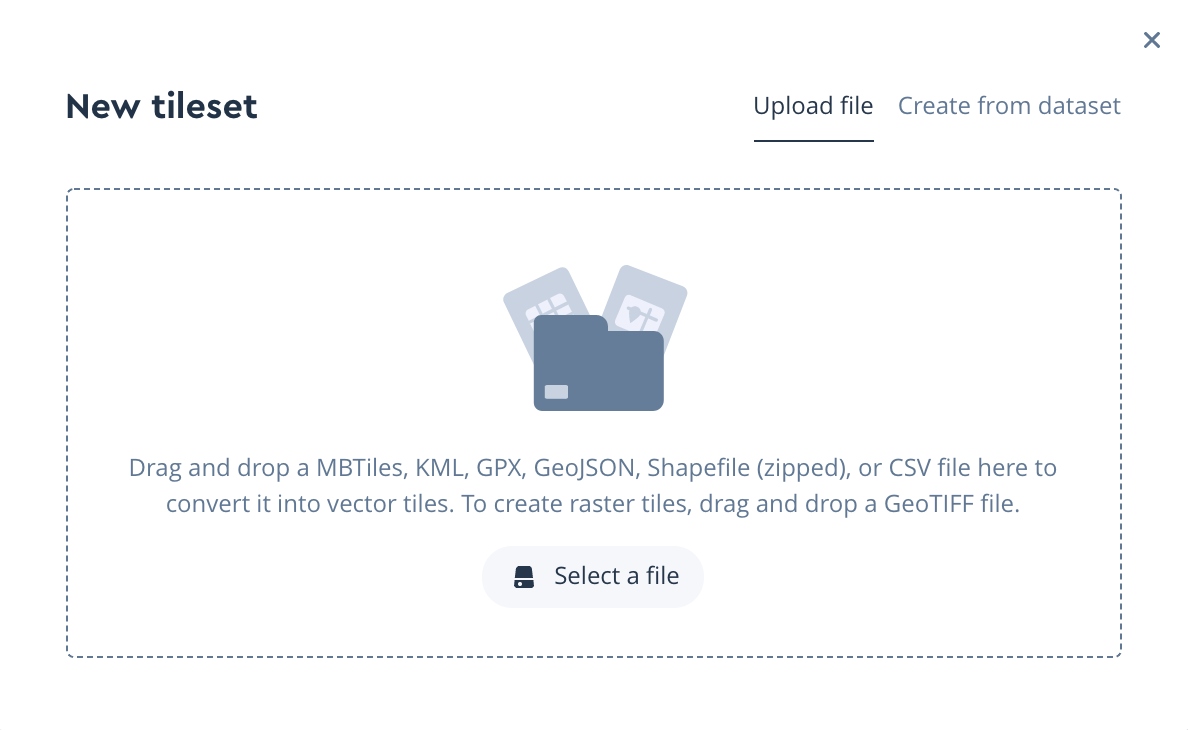 New tileset
Upload file
Create from dataset
Drag and drop a MBTiles, KML, GPX, GeoJSON, Shapefile (zipped), or CSV file here to
convert it into vector tiles. To create raster tiles, drag and drop a GeoTIFF file.
Select a file